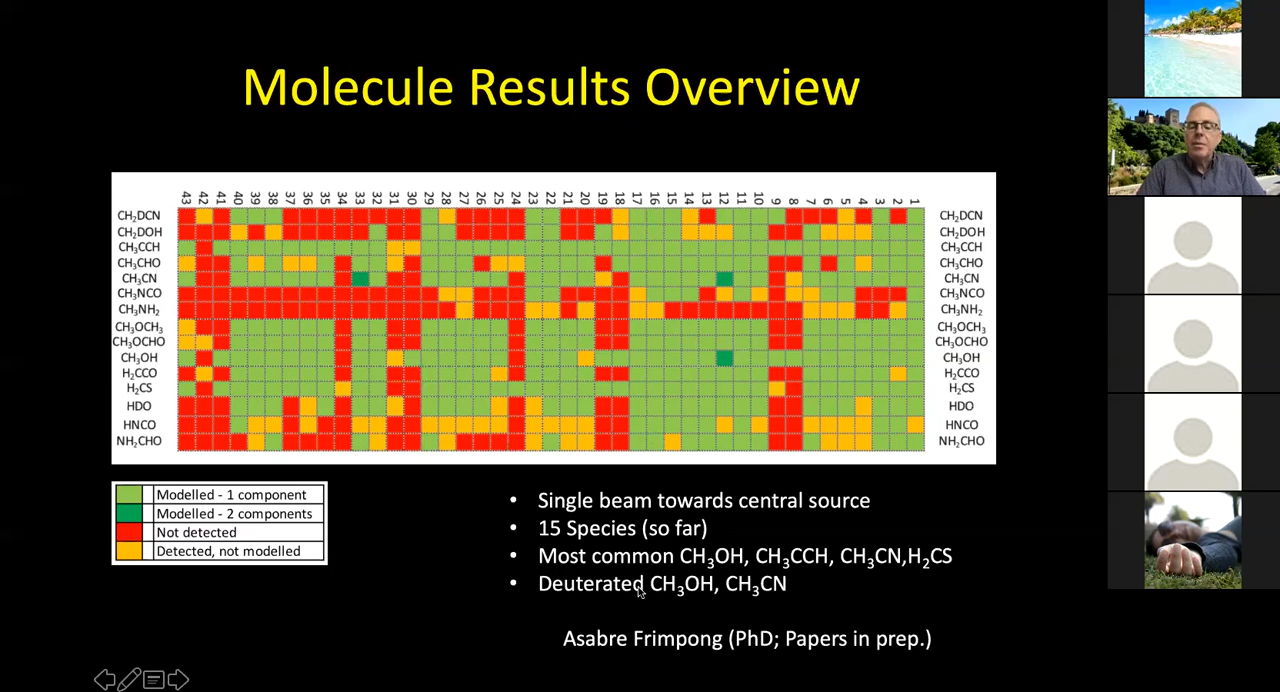 Molecule Results Overview
43 42 41 40 39 38 37 36 35 34 33 32 31 30 29 28 27 26 25 24 23 22 21 20 19 18 17 16 15 14 13 12 11 10 9 8 7 6 5 4 3 2 1
CH₂DCN CH₂DCN
CH₂DOH CH₂DOH
CH₃CCH CH₃CCH
CH₃CHO CH₃CHO
CH₃CN CH₃CN
CH₃NCO CH₃NCO
CH₃NH₂ CH₃NH₂
CH₃OCH₃ CH₃OCH₃
CH₃OCHO CH₃OCHO
CH₃OH CH₃OH
H₂CCO H₂CCO
H₂CS H₂CS
HDO HDO
HNCO HNCO
NH₂CHO NH₂CHO
Modelled - 1 component
Modelled - 2 components
Not detected
Detected, not modelled
• Single beam towards central source
• 15 Species (so far)
• Most common CH₃OH, CH₃CCH, CH₃CN,H₂CS
• Deuterated CH₃OH, CH₃CN
Asabre Frimpong (PhD; Papers in prep.)